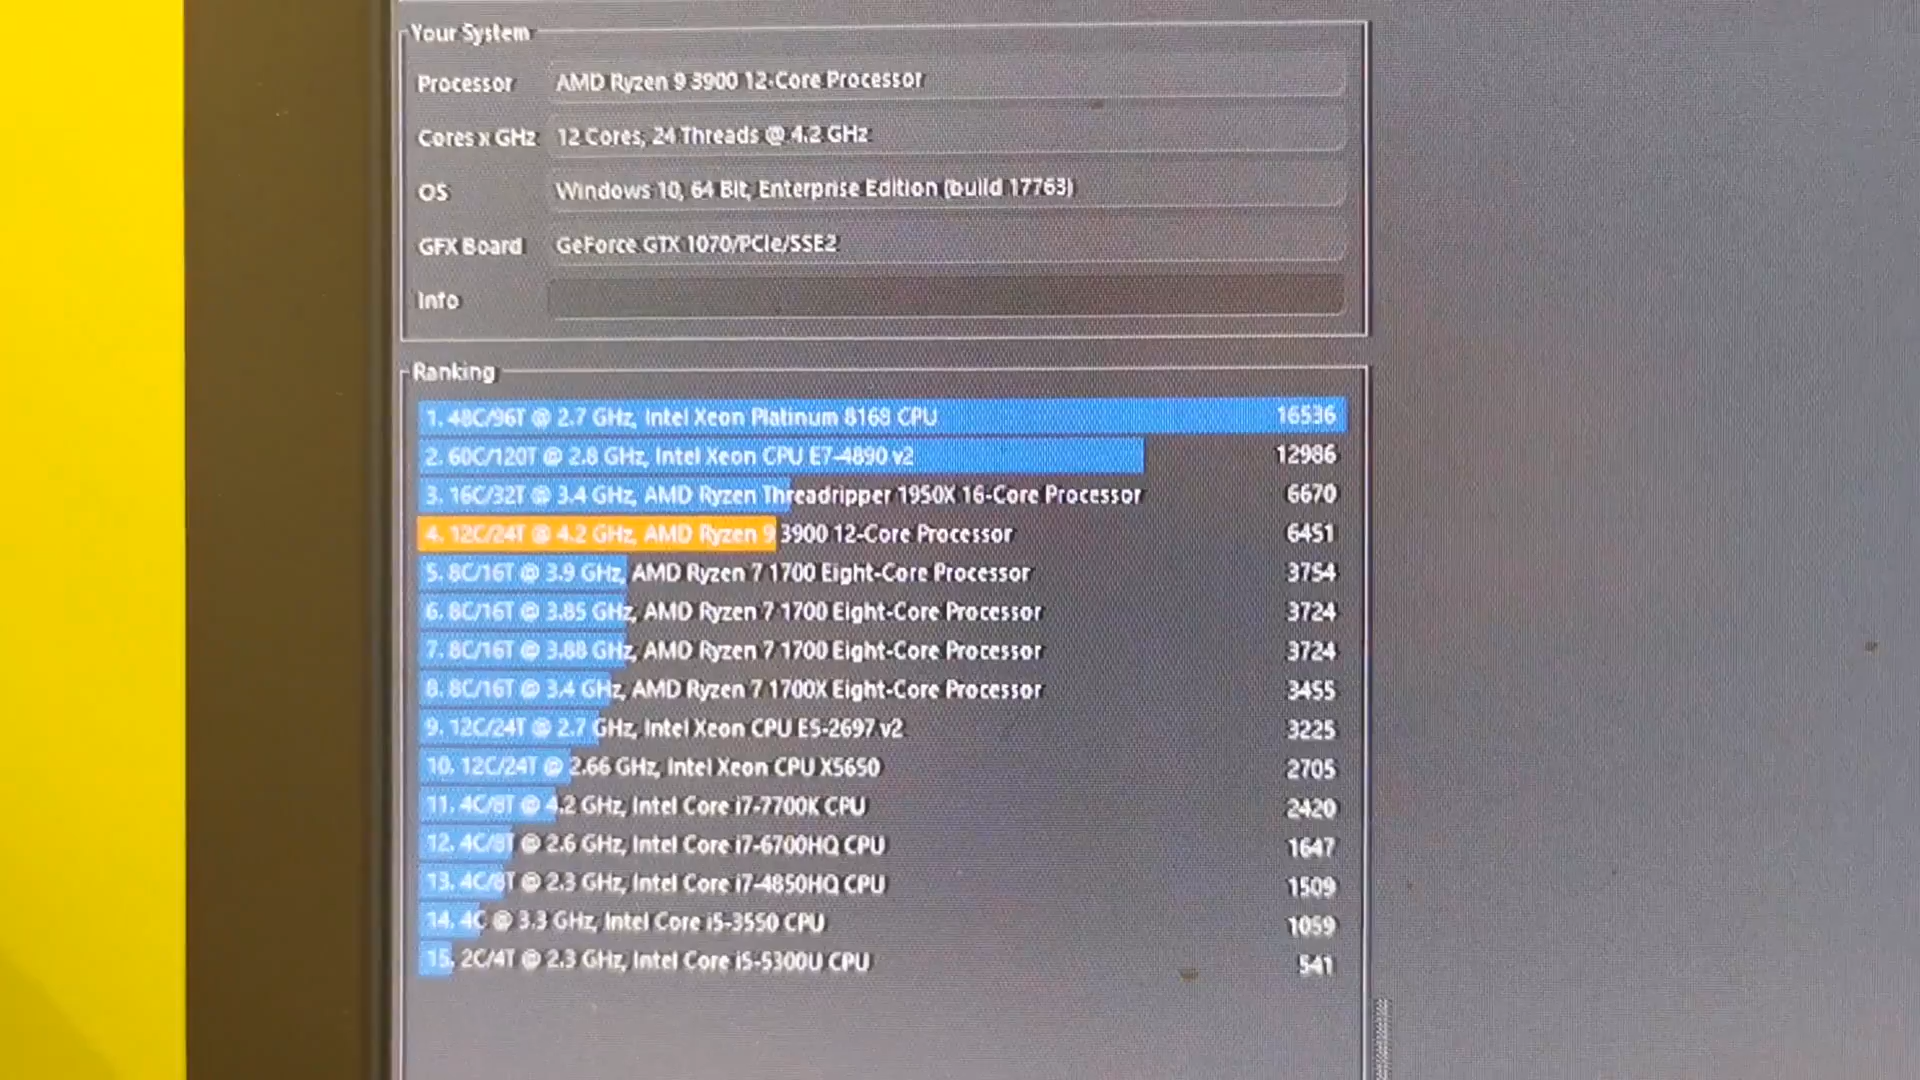 Your System
Processor AMD Ryzen 9 3900 12-Core Processor
Cores x GHz 12 Cores, 24 Threads @ 4.2 GHz
OS Windows 10, 64 Bit, Enterprise Edition (build 17763)
GFX Board GeForce GTX 1070/PCIe/SSE2
Info
Ranking
1. 48C/96T @ 2.7 GHz, Intel Xeon Platinum 8168 CPU 16536
2. 60C/120T @ 2.8 GHz, Intel Xeon CPU E7-4890 v2 12986
3. 16C/32T @ 3.4 GHz, AMD Ryzen Threadripper 1950X 16-Core Processor 6670
4. 12C/24T @ 4.2 GHz, AMD Ryzen 9 3900 12-Core Processor 6451
5. 8C/16T @ 3.9 GHz, AMD Ryzen 7 1700 Eight-Core Processor 3754
6. 8C/16T @ 3.85 GHz, AMD Ryzen 7 1700 Eight-Core Processor 3724
7. 8C/16T @ 3.88 GHz, AMD Ryzen 7 1700 Eight-Core Processor 3724
8. 8C/16T @ 3.4 GHz, AMD Ryzen 7 1700X Eight-Core Processor 3455
9. 12C/24T @ 2.7 GHz, Intel Xeon CPU E5-2697 v2 3225
10. 12C/24T @ 2.66 GHz, Intel Xeon CPU X5650 2705
11. 4C/8T @ 4.2 GHz, Intel Core i7-7700K CPU 2420
12. 4C/8T @ 2.6 GHz, Intel Core i7-6700HQ CPU 1647
13. 4C/8T @ 2.3 GHz, Intel Core i7-4850HQ CPU 1509
14. 4C @ 3.3 GHz, Intel Core i5-3550 CPU 1059
15. 2C/4T @ 2.3 GHz, Intel Core i5-5300U CPU 541